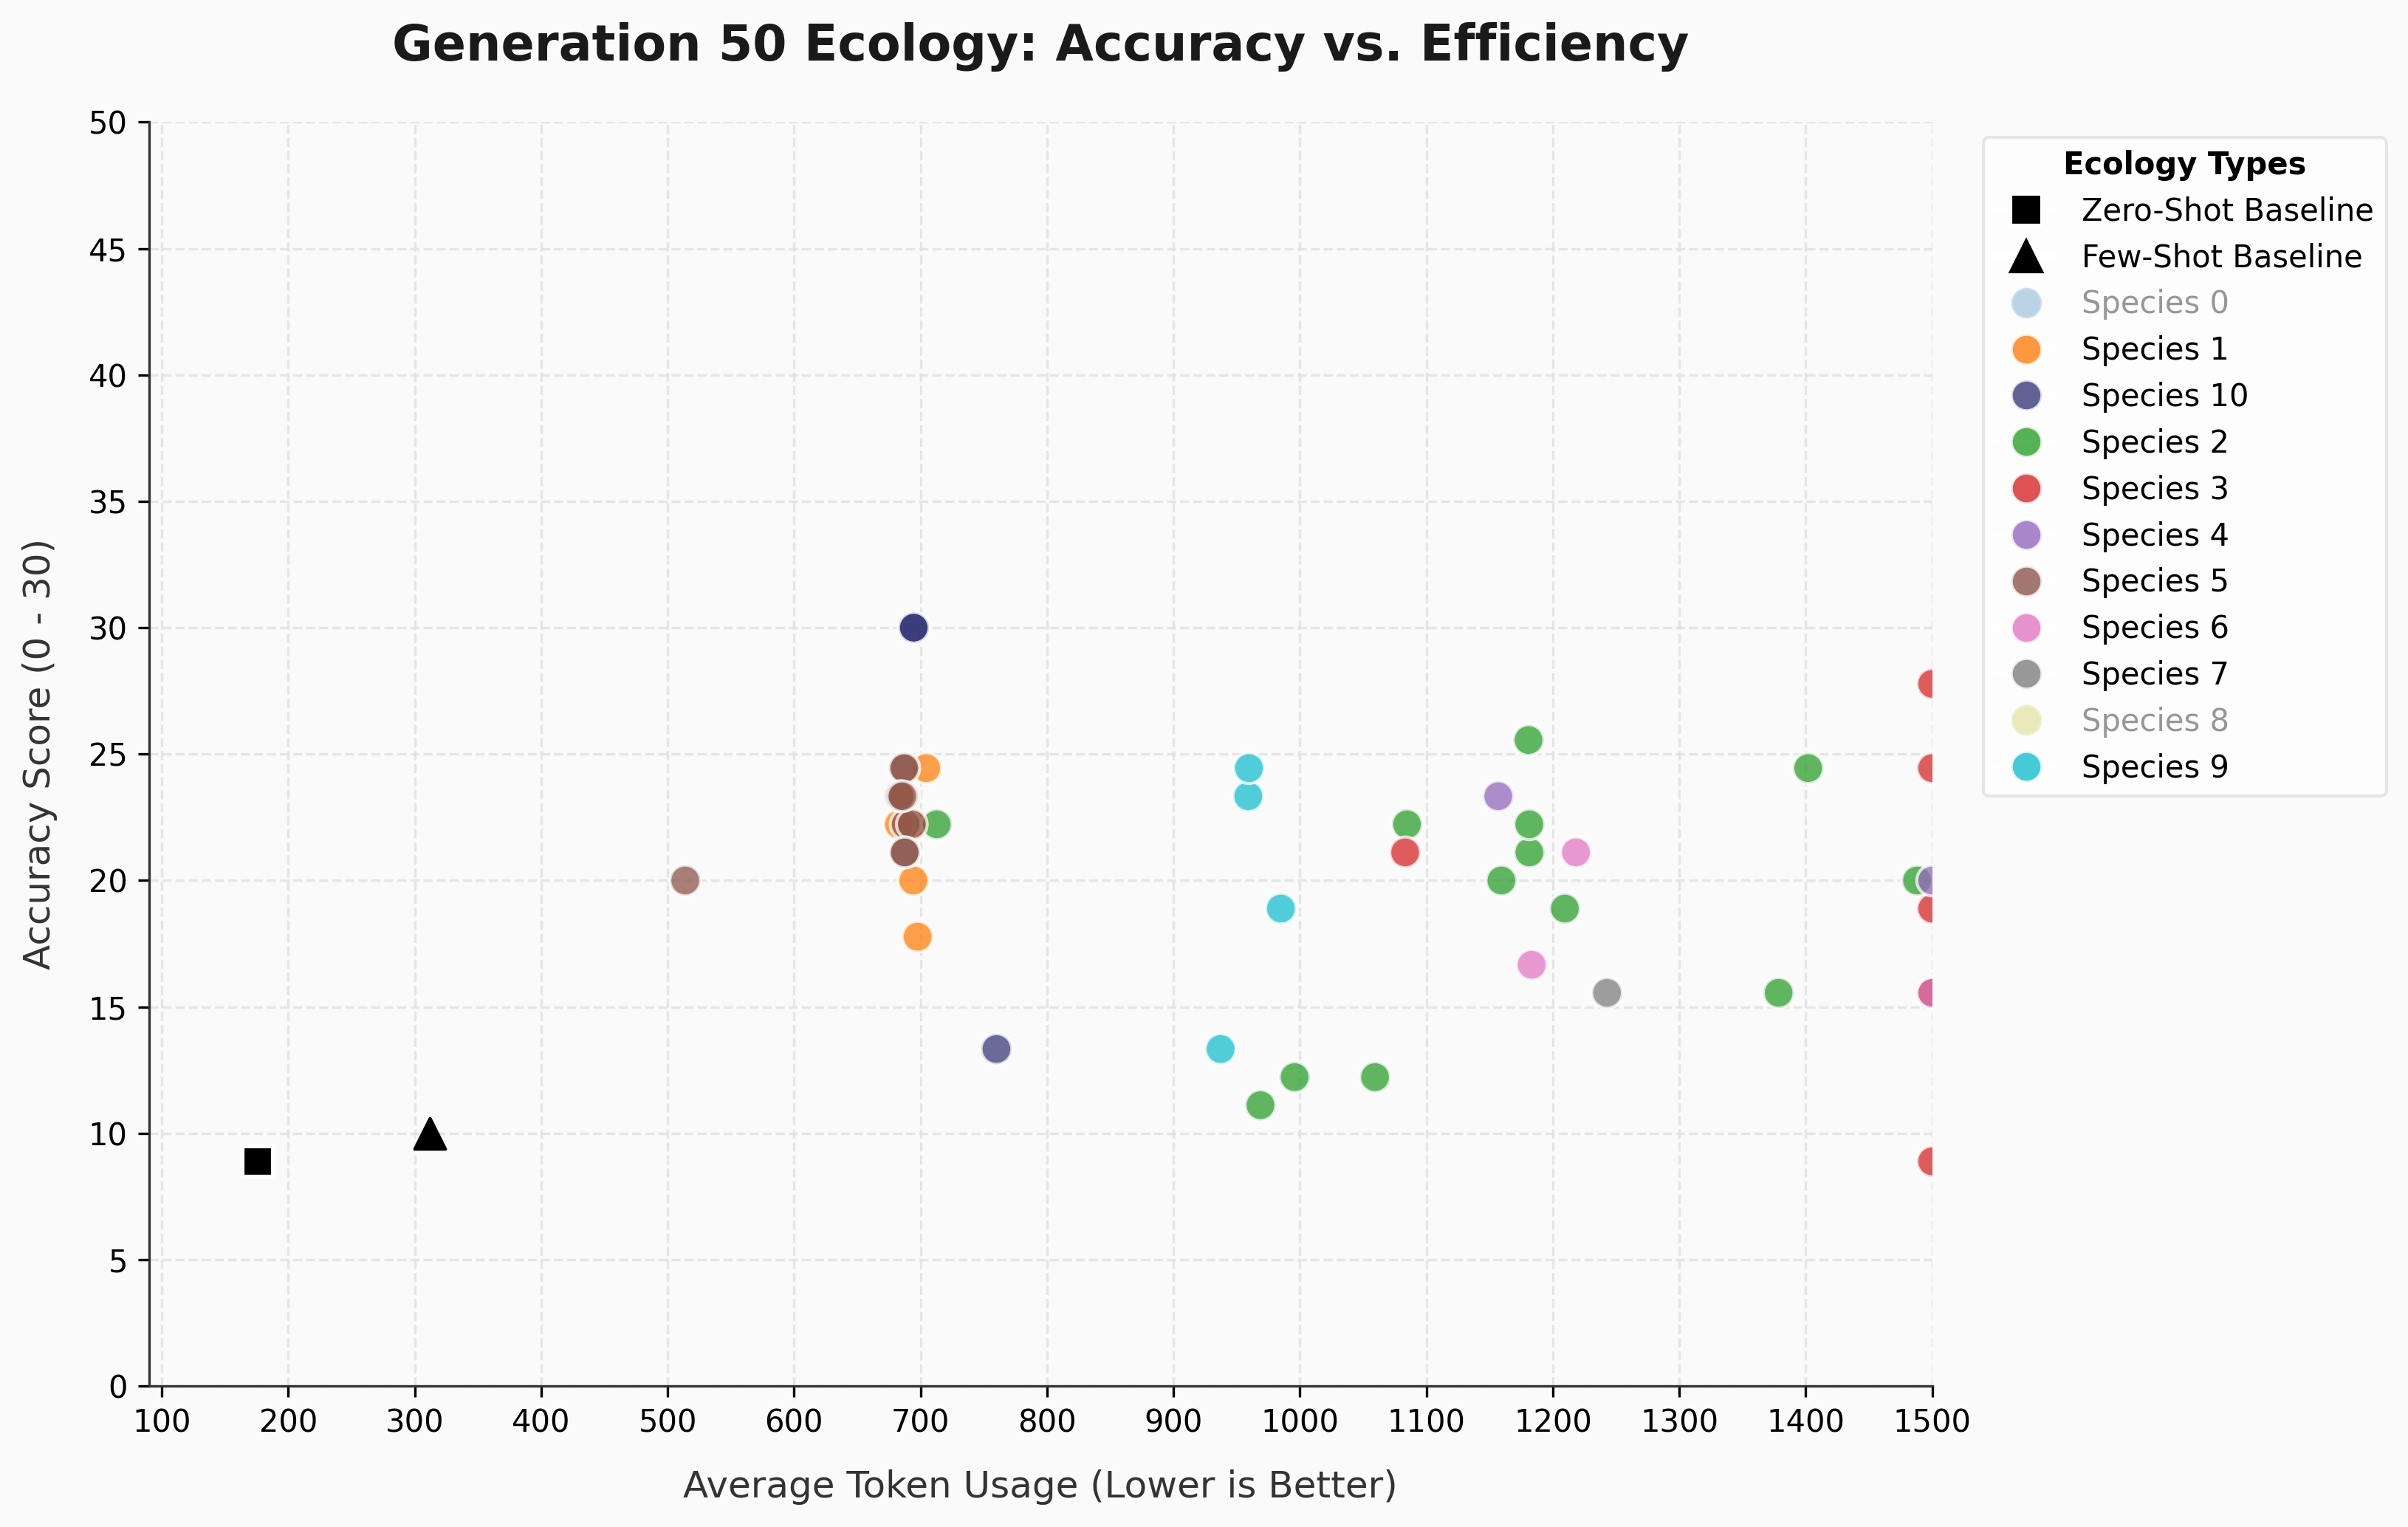 Generation 50 Ecology: Accuracy vs. Efficiency
50
45
40
35
30
25
20
15
10
5
0
Accuracy Score (0 - 30)
100 200 300 400 500 600 700 800 900 1000 1100 1200 1300 1400 1500
Average Token Usage (Lower is Better)
Ecology Types
Zero-Shot Baseline
Few-Shot Baseline
Species 0
Species 1
Species 10
Species 2
Species 3
Species 4
Species 5
Species 6
Species 7
Species 8
Species 9